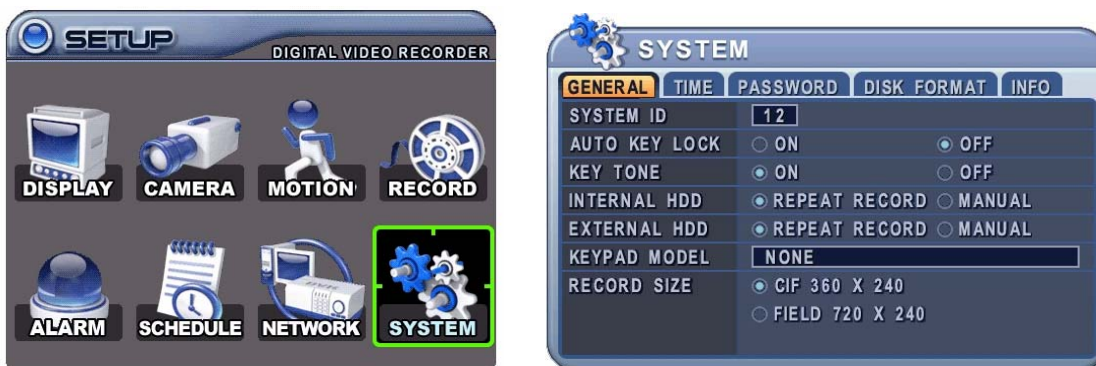 SETUP
DIGITAL VIDEO RECORDER
DISPLAY CAMERA MOTION RECORD
ALARM SCHEDULE NETWORK SYSTEM
SYSTEM
GENERAL TIME PASSWORD DISK FORMAT INFO
SYSTEM ID 12
AUTO KEY LOCK ON OFF
KEY TONE ON OFF
INTERNAL HDD REPEAT RECORD MANUAL
EXTERNAL HDD REPEAT RECORD MANUAL
KEYPAD MODEL NONE
RECORD SIZE CIF 360 X 240
FIELD 720 X 240